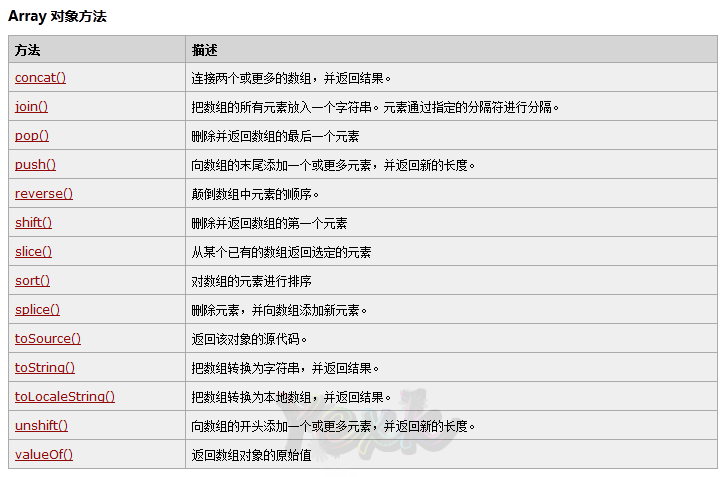 Array 对象方法
方法 描述
concat() 连接两个或更多的数组，并返回结果。
join() 把数组的所有元素放入一个字符串。元素通过指定的分隔符进行分隔。
pop() 删除并返回数组的最后一个元素
push() 向数组的末尾添加一个或更多元素，并返回新的长度。
reverse() 颠倒数组中元素的顺序。
shift() 删除并返回数组的第一个元素
slice() 从某个已有的数组返回选定的元素
sort() 对数组的元素进行排序
splice() 删除元素，并向数组添加新元素。
toSource() 返回该对象的源代码。
toString() 把数组转换为字符串，并返回结果。
toLocaleString() 把数组转换为本地数组，并返回结果。
unshift() 向数组的开头添加一个或更多元素，并返回新的长度。
valueOf() 返回数组对象的原始值